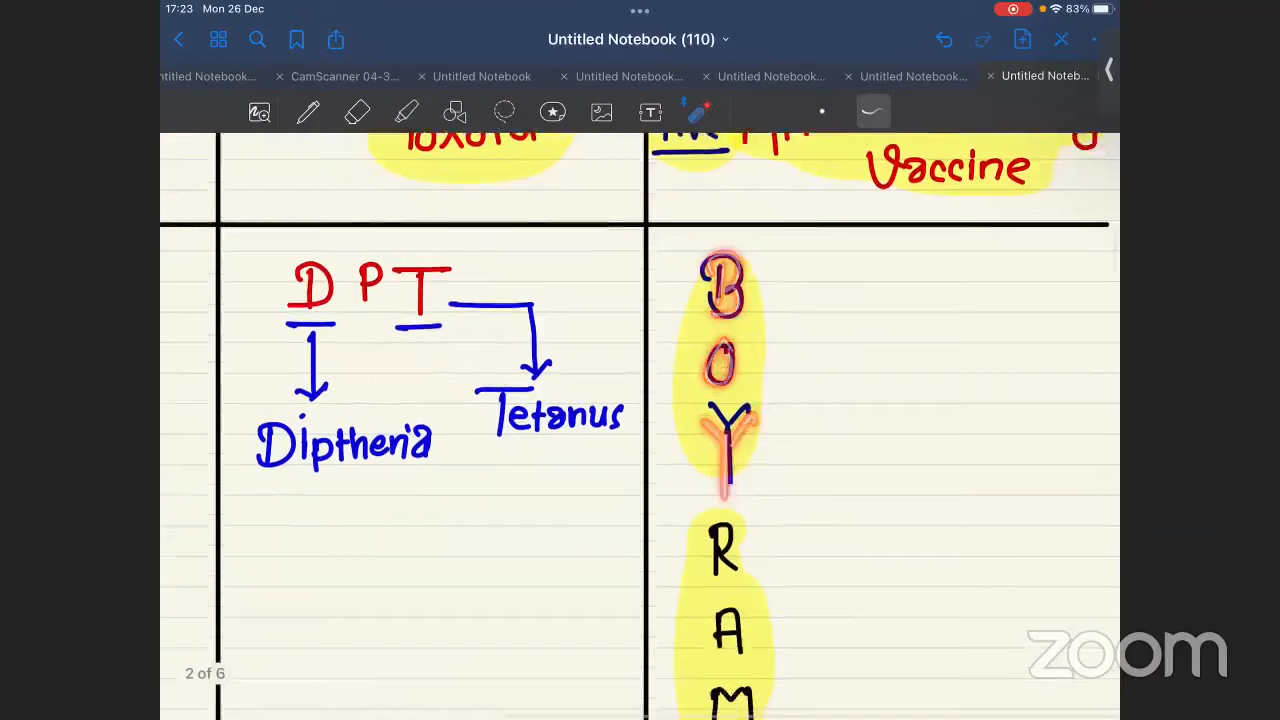 17:23 Mon 26 Dec
83%
Untitled Notebook (110)
ntitled Notebook...
CamScanner 04-3...
Untitled Notebook
Untitled Notebook...
Untitled Notebook...
Untitled Notebook...
Untitled Noteb...
Toxoid
Vaccine
D P T
Diptheria
Tetanus
B
O
Y
R
A
M
2 of 6
zoom